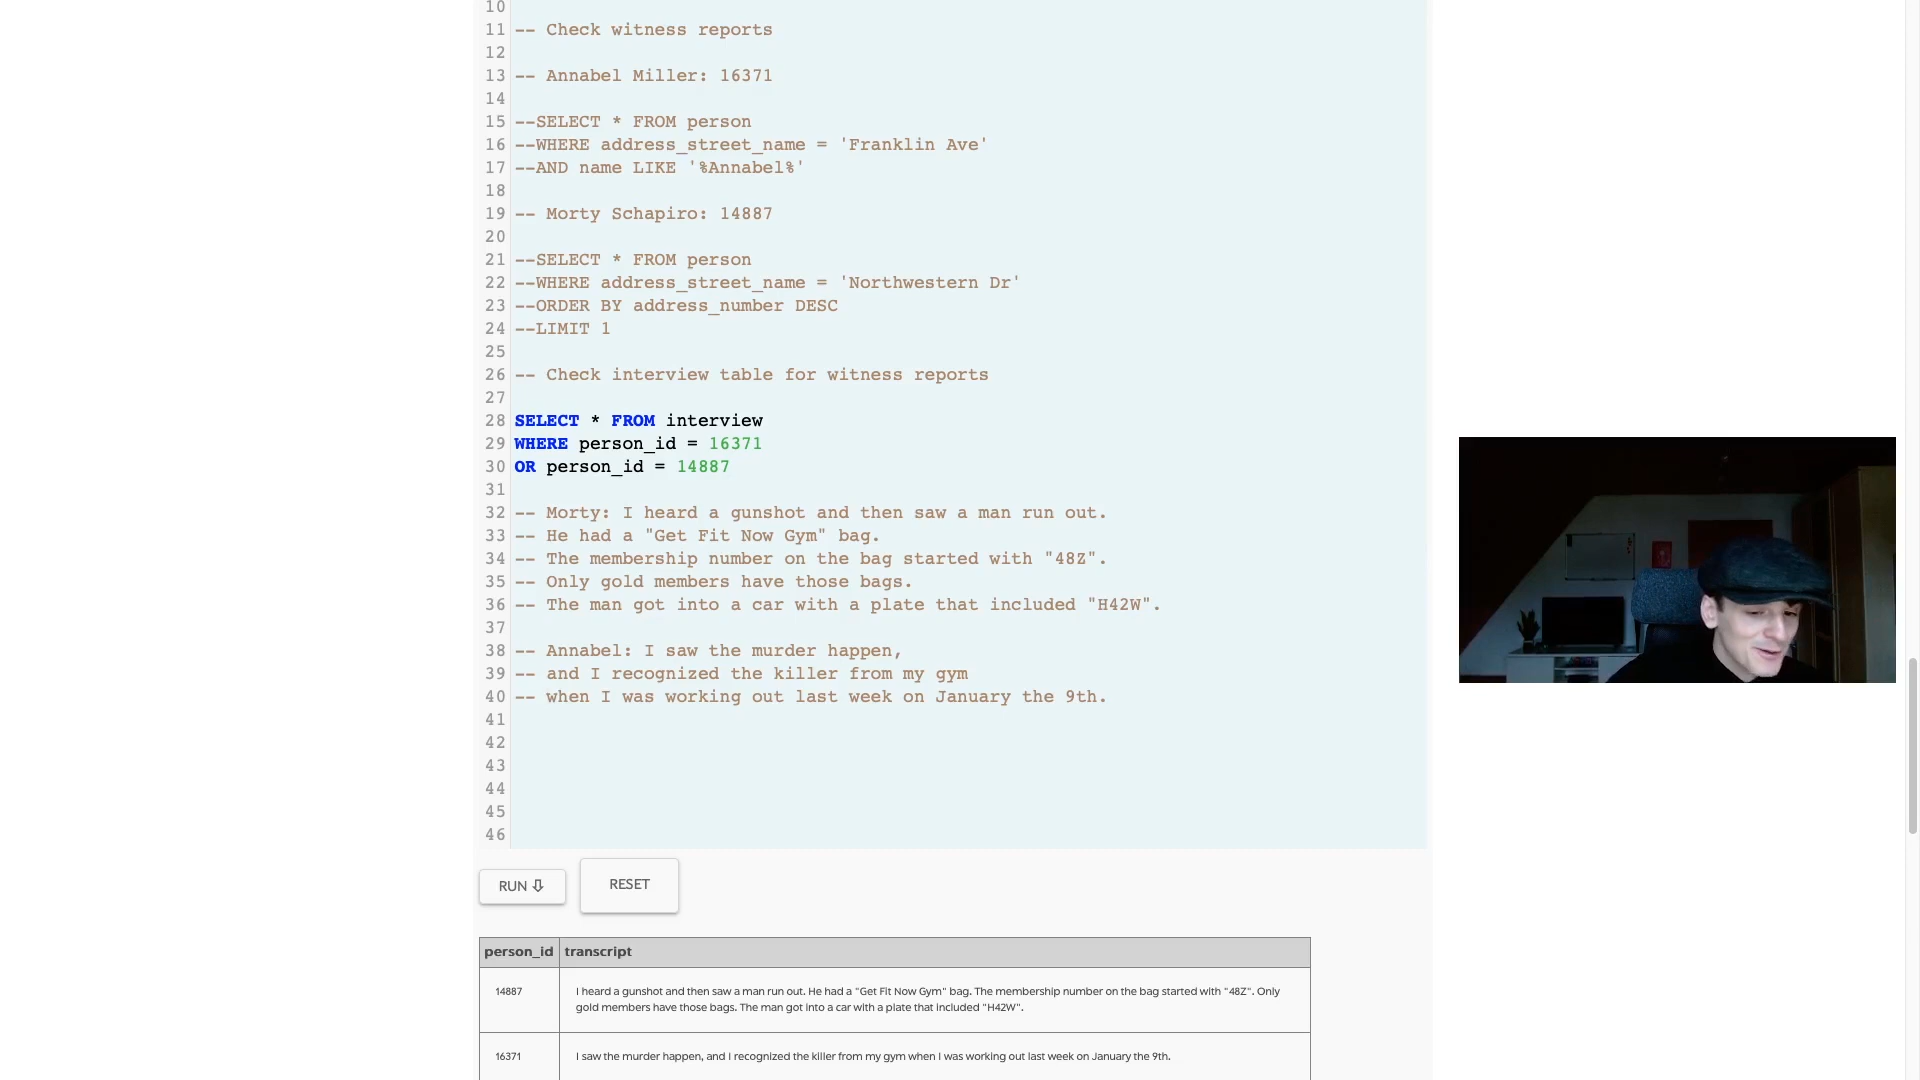 10
11 -- Check witness reports
12
13 -- Annabel Miller: 16371
14
15 --SELECT * FROM person
16 --WHERE address_street_name = 'Franklin Ave'
17 --AND name LIKE '%Annabel%'
18
19 -- Morty Schapiro: 14887
20
21 --SELECT * FROM person
22 --WHERE address_street_name = 'Northwestern Dr'
23 --ORDER BY address_number DESC
24 --LIMIT 1
25
26 -- Check interview table for witness reports
27
28 SELECT * FROM interview
29 WHERE person_id = 16371
30 OR person_id = 14887
31
32 -- Morty: I heard a gunshot and then saw a man run out.
33 -- He had a "Get Fit Now Gym" bag.
34 -- The membership number on the bag started with "48Z".
35 -- Only gold members have those bags.
36 -- The man got into a car with a plate that included "H42W".
37
38 -- Annabel: I saw the murder happen,
39 -- and I recognized the killer from my gym
40 -- when I was working out last week on January the 9th.
41
42
43
44
45
46
RUN ⇩ RESET
person_id transcript
14887 I heard a gunshot and then saw a man run out. He had a "Get Fit Now Gym" bag. The membership number on the bag started with "48Z". Only
gold members have those bags. The man got into a car with a plate that included "H42W".
16371 I saw the murder happen, and I recognized the killer from my gym when I was working out last week on January the 9th.